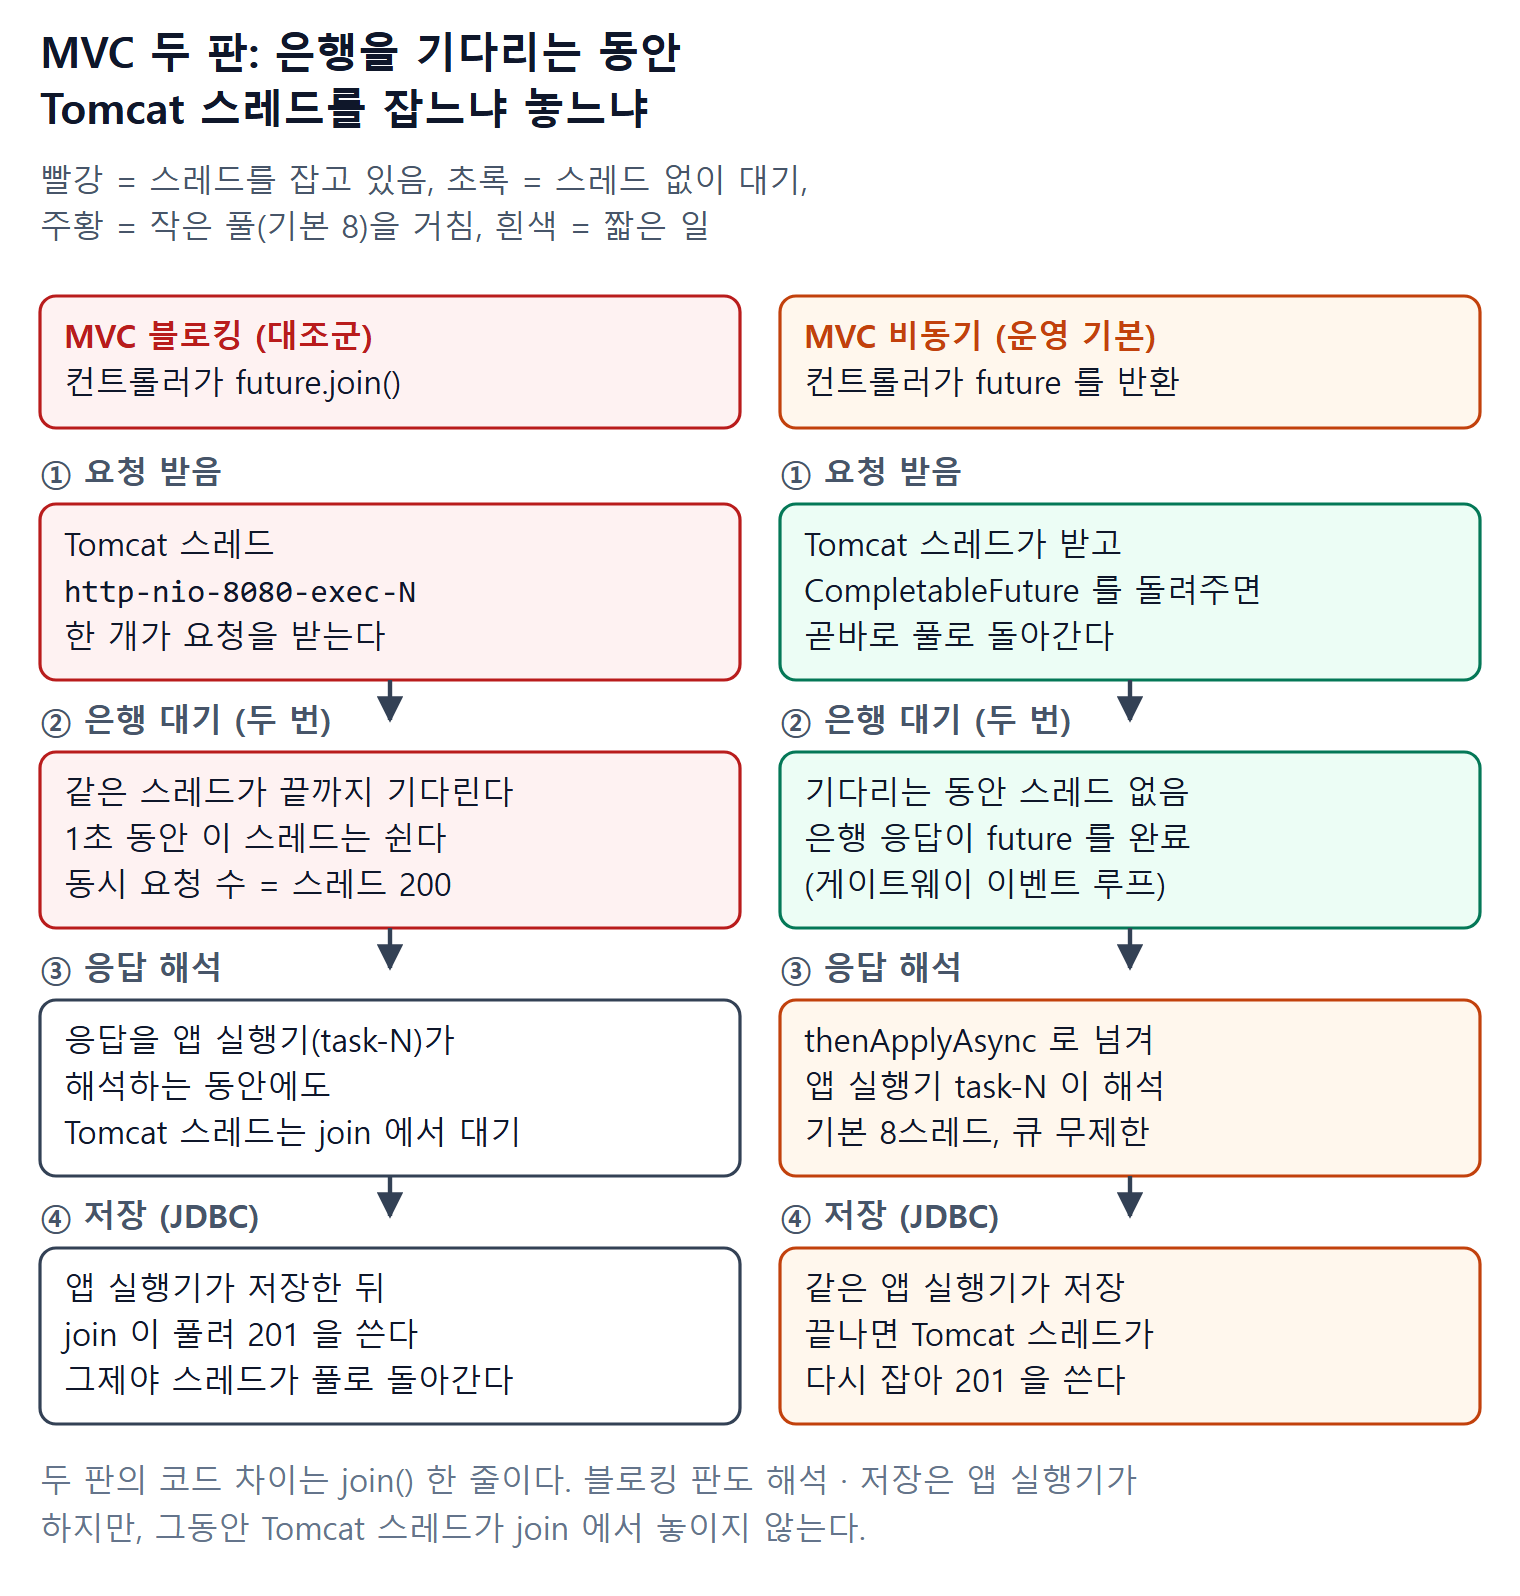 MVC 두 판: 은행을 기다리는 동안
Tomcat 스레드를 잡느냐 놓느냐
빨강 = 스레드를 잡고 있음, 초록 = 스레드 없이 대기,
주황 = 작은 풀(기본 8)을 거침, 흰색 = 짧은 일
MVC 블로킹 (대조군)
컨트롤러가 future.join()
① 요청 받음
Tomcat 스레드
http-nio-8080-exec-N
한 개가 요청을 받는다
② 은행 대기 (두 번)
같은 스레드가 끝까지 기다린다
1초 동안 이 스레드는 쉰다
동시 요청 수 = 스레드 200
③ 응답 해석
응답을 앱 실행기(task-N)가
해석하는 동안에도
Tomcat 스레드는 join 에서 대기
④ 저장 (JDBC)
앱 실행기가 저장한 뒤
join 이 풀려 201 을 쓴다
그제야 스레드가 풀로 돌아간다
MVC 비동기 (운영 기본)
컨트롤러가 future 를 반환
① 요청 받음
Tomcat 스레드가 받고
CompletableFuture 를 돌려주면
곧바로 풀로 돌아간다
② 은행 대기 (두 번)
기다리는 동안 스레드 없음
은행 응답이 future 를 완료
(게이트웨이 이벤트 루프)
③ 응답 해석
thenApplyAsync 로 넘겨
앱 실행기 task-N 이 해석
기본 8스레드, 큐 무제한
④ 저장 (JDBC)
같은 앱 실행기가 저장
끝나면 Tomcat 스레드가
다시 잡아 201 을 쓴다
두 판의 코드 차이는 join() 한 줄이다. 블로킹 판도 해석 · 저장은 앱 실행기가
하지만, 그동안 Tomcat 스레드가 join 에서 놓이지 않는다.